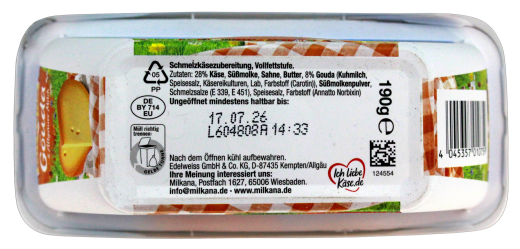 Schmelzkäsezubereitung, Vollfettstufe.
Zutaten: 28% Käse, Süßmolke, Sahne, Butter, 8% Gouda (Kuhmilch,
Speisesalz, Käsereikulturen, Lab, Farbstoff (Carotin)), Süßmolkenpulver,
Schmelzsalze (E 339, E 451), Speisesalz, Farbstoff (Annatto Norbixin)
Ungeöffnet mindestens haltbar bis:
05
PP
DE
BY 714
EU
17.07.26
L604808A 14:33
190g e
Müll richtig
trennen:
GELBE
Nach dem Öffnen kühl aufbewahren.
Edelweiss GmbH & Co. KG, D-87435 Kempten/Allgäu
Ihre Meinung interessiert uns:
Milkana, Postfach 1627, 65006 Wiesbaden.
info@milkana.de · www.milkana.de
Ich liebe
Käse.de
124554
Gouda